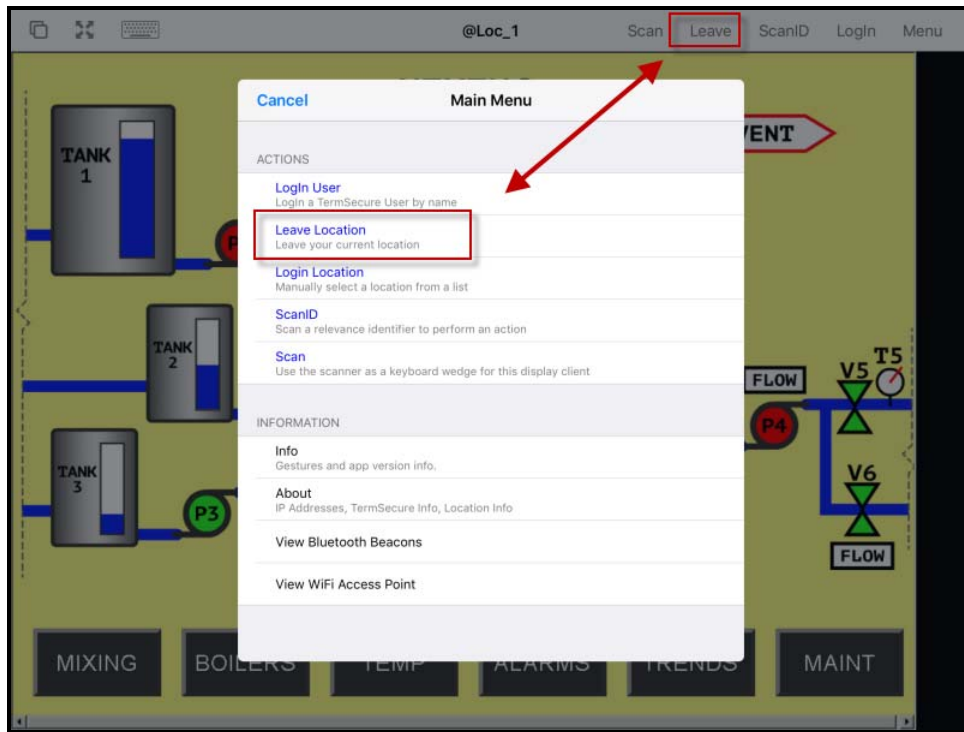 @Loc_1 Scan Leave ScanID LogIn Menu
Cancel Main Menu
ACTIONS
LogIn User
LogIn a TermSecure User by name
Leave Location
Leave your current location
Login Location
Manually select a location from a list
ScanID
Scan a relevance identifier to perform an action
Scan
Use the scanner as a keyboard wedge for this display client
INFORMATION
Info
Gestures and app version info.
About
IP Addresses, TermSecure Info, Location Info
View Bluetooth Beacons
View WiFi Access Point
TANK
1
TANK
2
TANK
3
P3
FLOW
P4
V5
T5
V6
FLOW
MIXING BOILERS TEMP ALARMS TRENDS MAINT